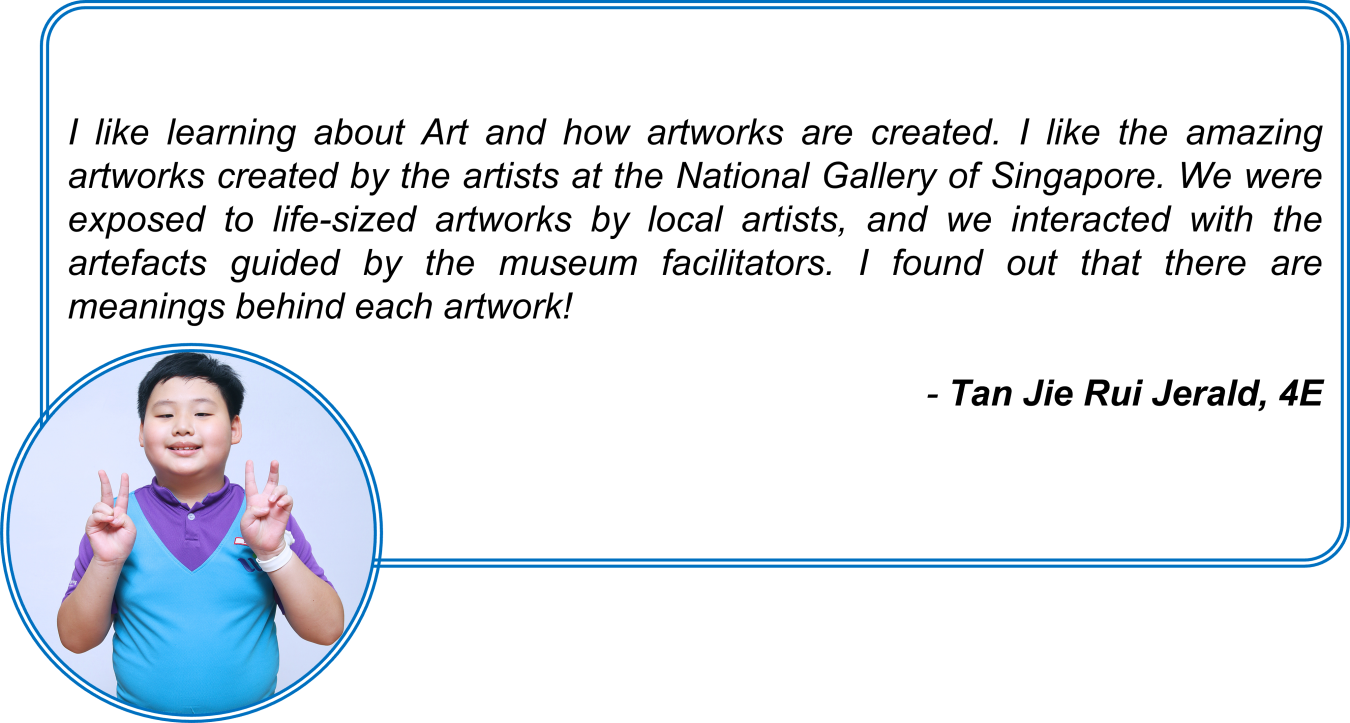 I like learning about Art and how artworks are created. I like the amazing
artworks created by the artists at the National Gallery of Singapore. We were
exposed to life-sized artworks by local artists, and we interacted with the
artefacts guided by the museum facilitators. I found out that there are
meanings behind each artwork!
- Tan Jie Rui Jerald, 4E